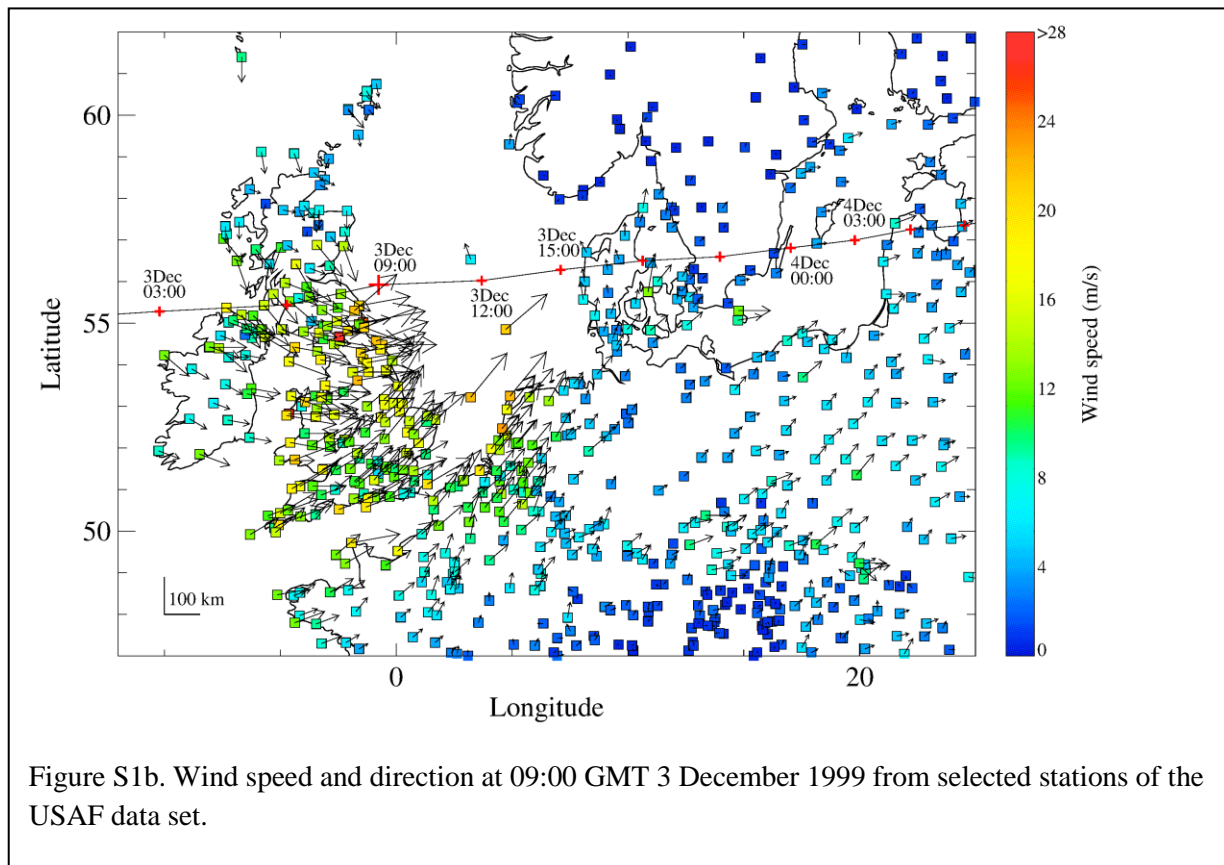 60
55
50
Latitude
0
20
Longitude
100 km
3Dec
03:00
3Dec
09:00
3Dec
12:00
3Dec
15:00
4Dec
00:00
4Dec
03:00
>28
24
20
16
12
8
4
0
Wind speed (m/s)
Figure S1b. Wind speed and direction at 09:00 GMT 3 December 1999 from selected stations of the
USAF data set.